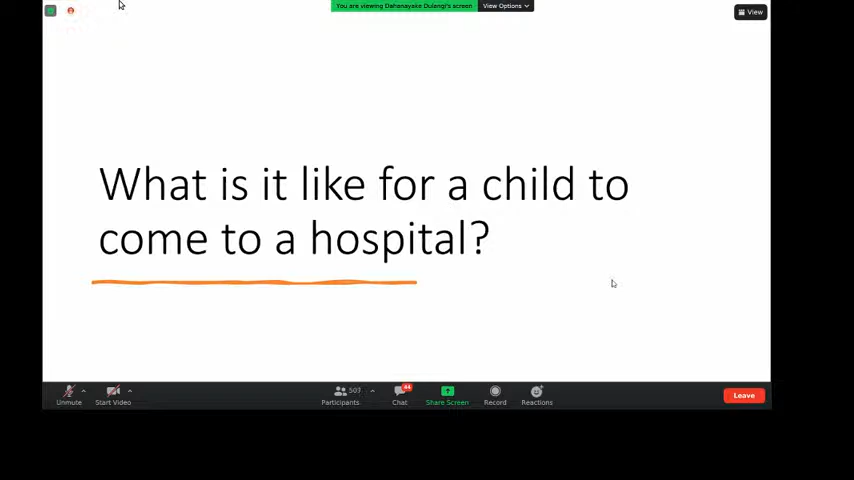 You are viewing Dahanayake Dulangi's screen
View Options
View
What is it like for a child to
come to a hospital?
Unmute
Start Video
Participants
507
Chat
44
Share Screen
Record
Reactions
Leave